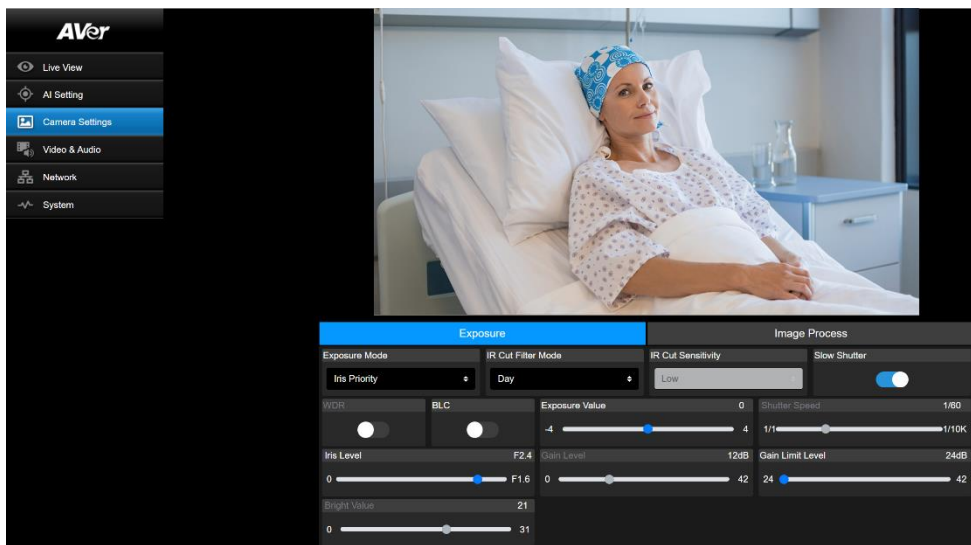 AVer
Live View
AI Setting
Camera Settings
Video & Audio
Network
System
Exposure Image Process
Exposure Mode IR Cut Filter Mode IR Cut Sensitivity Slow Shutter
Iris Priority Day Low
WDR BLC Exposure Value 0 Shutter Speed 1/60
-4 4 1/1 1/10K
Iris Level F2.4 Gain Level 12dB Gain Limit Level 24dB
0 F1.6 0 42 24 42
Bright Value 21
0 31